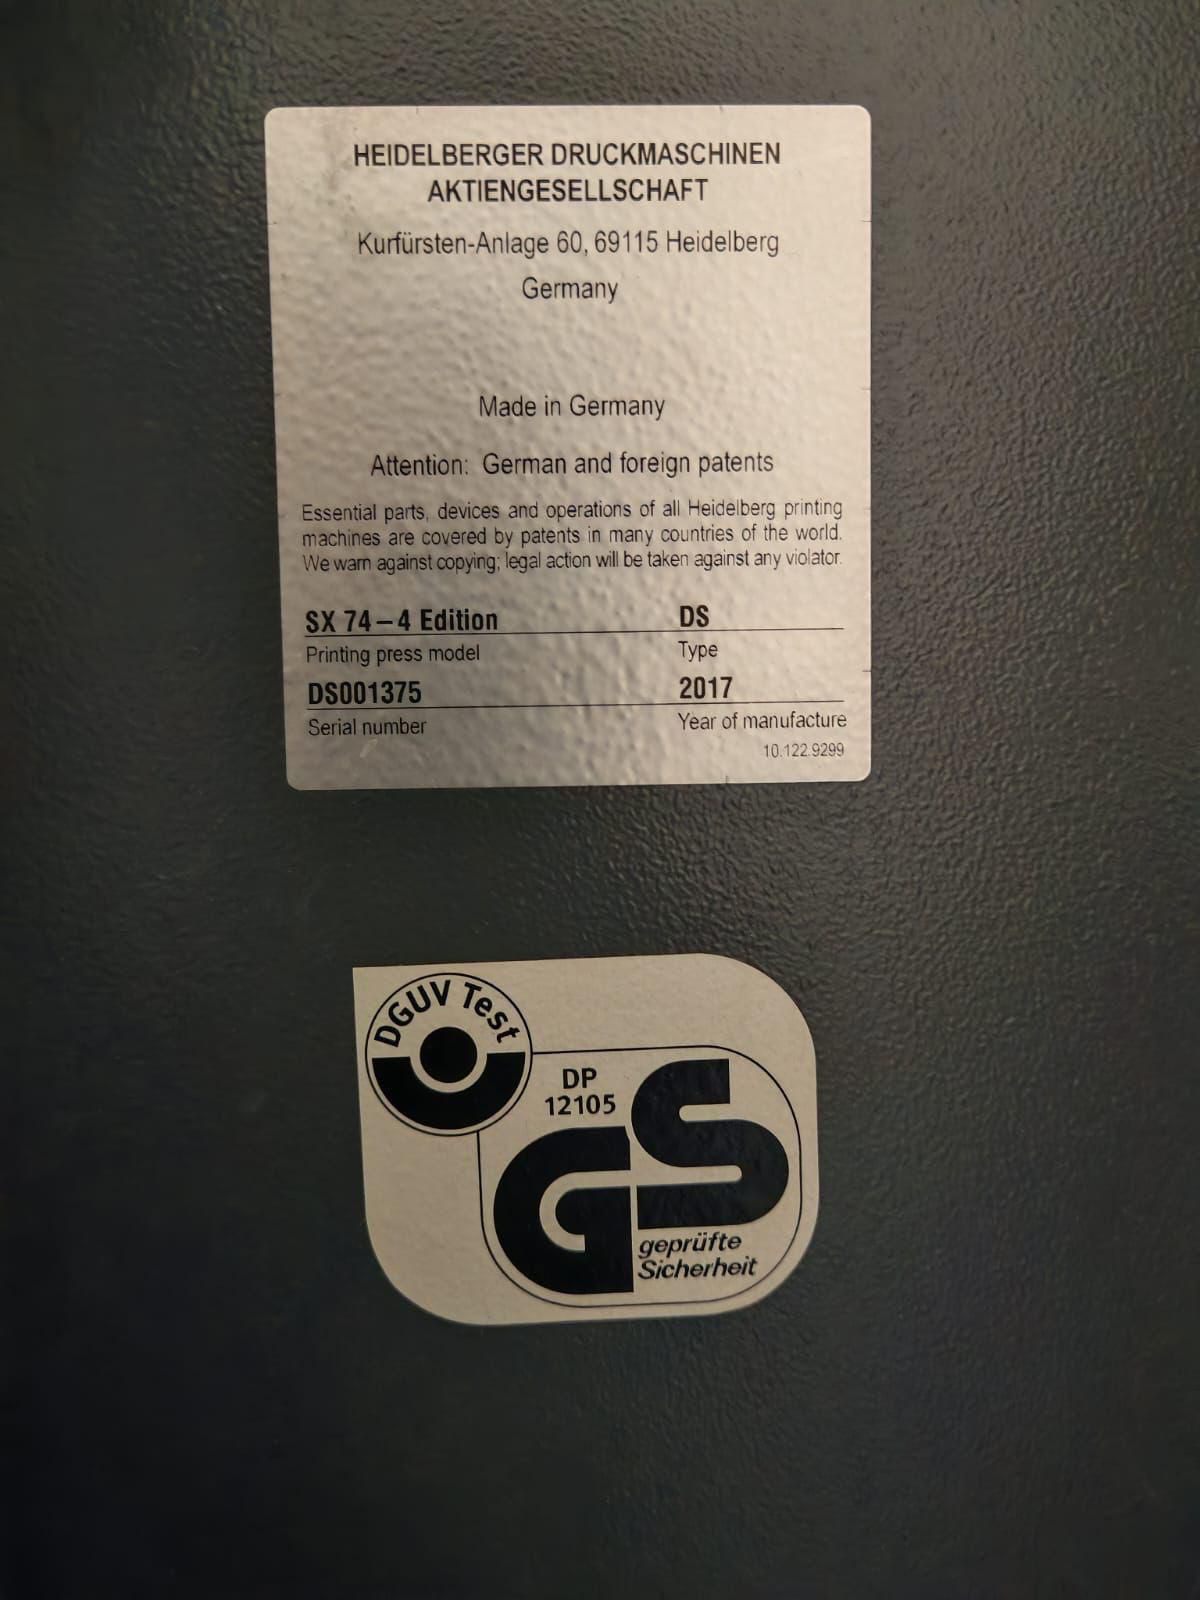 HEIDELBERGER DRUCKMASCHINEN
AKTIENGESELLSCHAFT
Kurfürsten-Anlage 60, 69115 Heidelberg
Germany
Made in Germany
Attention: German and foreign patents
Essential parts, devices and operations of all Heidelberg printing
machines are covered by patents in many countries of the world.
We warn against copying; legal action will be taken against any violator.
SX 74 – 4 Edition DS
Printing press model Type
DS001375 2017
Serial number Year of manufacture
10.122.9299
DGUV Test
DP
12105
GS
geprüfte
Sicherheit